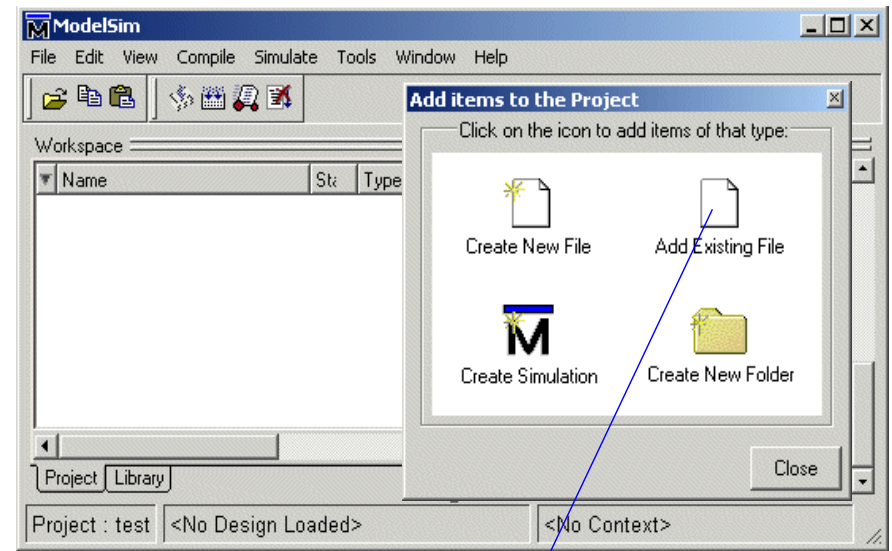 ModelSim
File Edit View Compile Simulate Tools Window Help
Add items to the Project
Click on the icon to add items of that type:
Workspace
Name Sta Type
Create New File Add Existing File
M
Create Simulation Create New Folder
Close
Project Library
Project : test <No Design Loaded> <No Context>